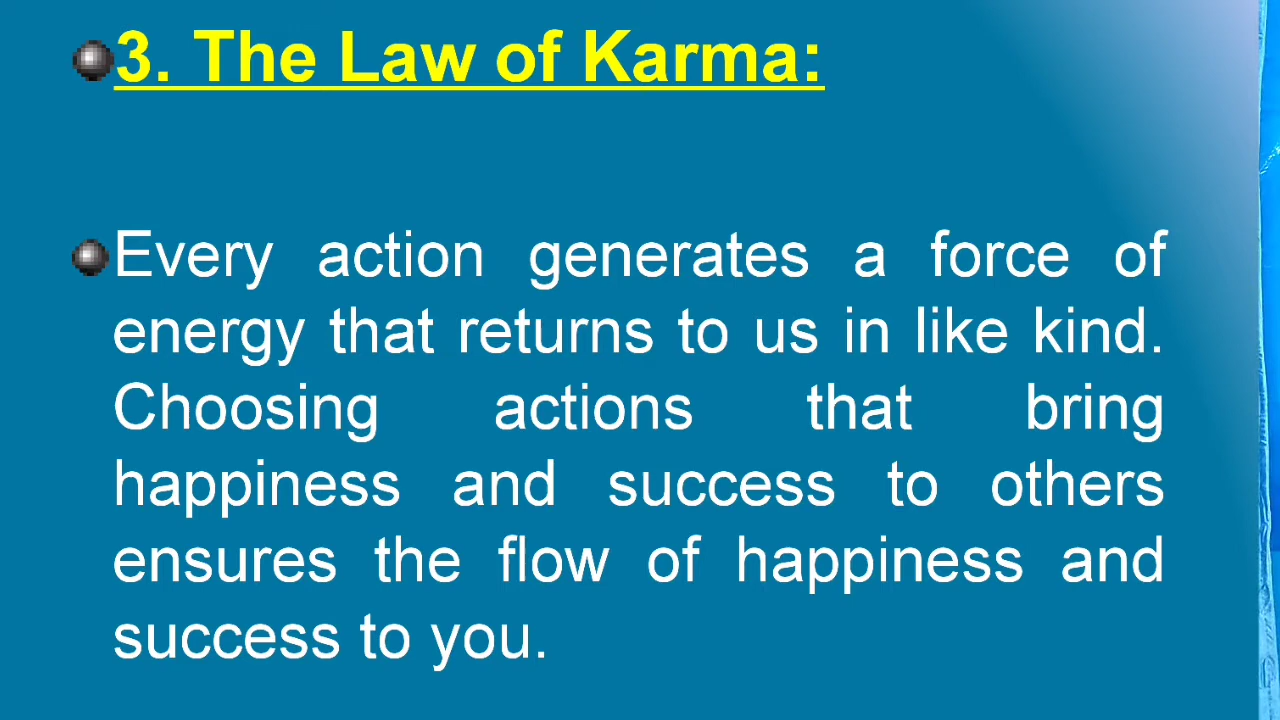 3. The Law of Karma:
Every action generates a force of
energy that returns to us in like kind.
Choosing actions that bring
happiness and success to others
ensures the flow of happiness and
success to you.